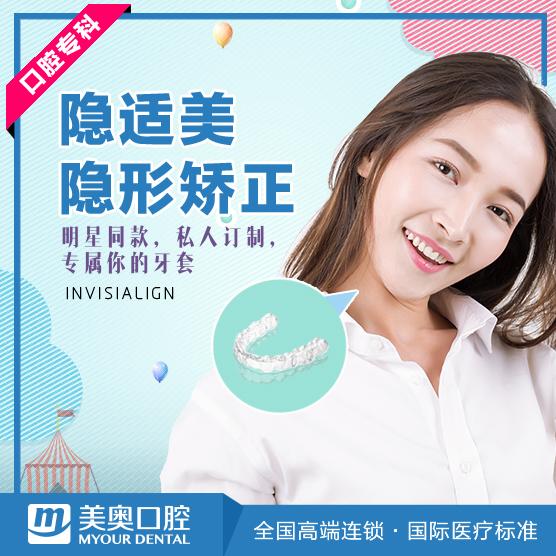 口腔专科
隐适美
隐形矫正
明星同款，私人订制，
专属你的牙套
INVISIALIGN
m 美奥口腔
MYOUR DENTAL
全国高端连锁·国际医疗标准